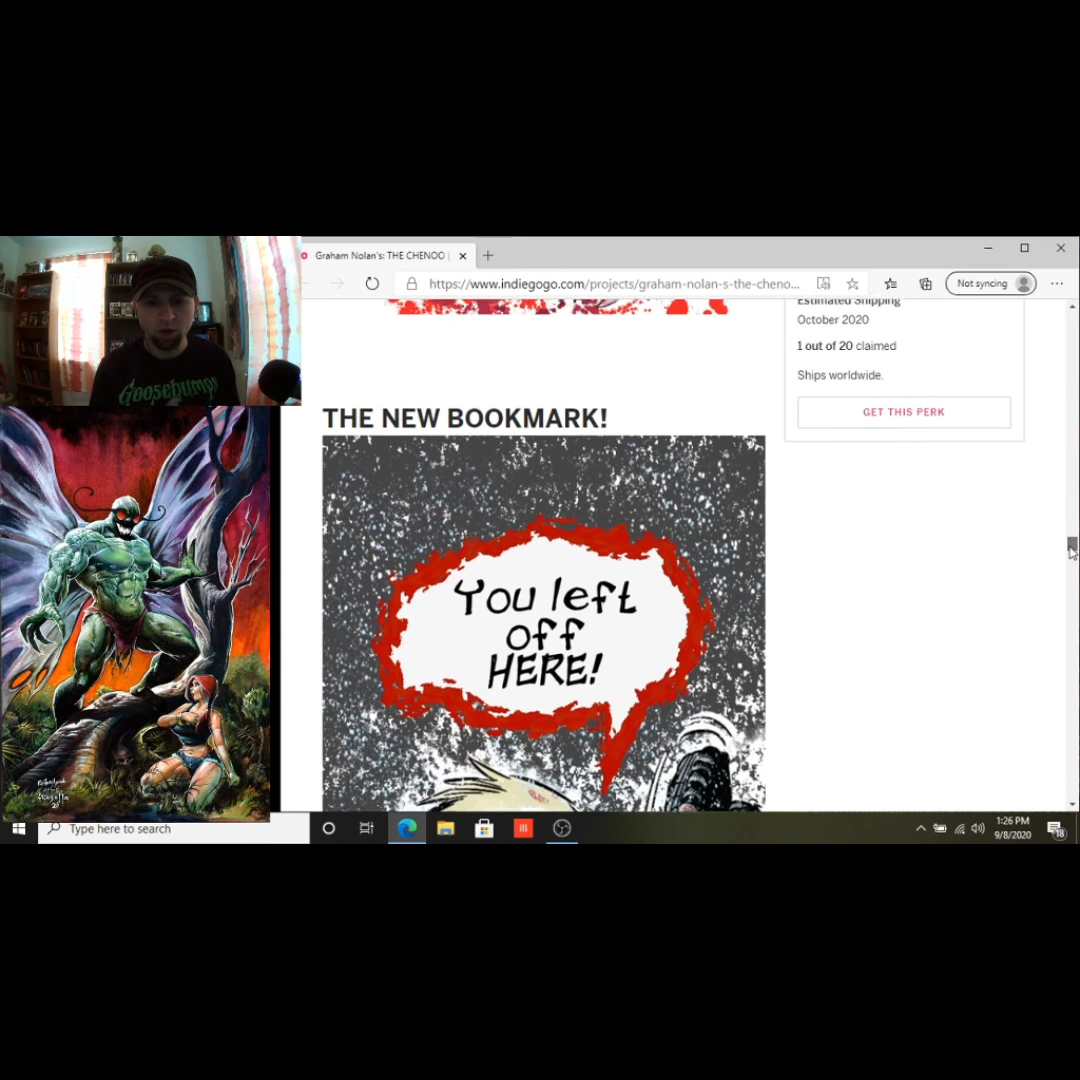 Graham Nolan's: THE CHENOO |
https://www.indiegogo.com/projects/graham-nolan-s-the-cheno...
Not syncing
Goosebumps
Estimated Shipping
October 2020
1 out of 20 claimed
Ships worldwide.
GET THIS PERK
THE NEW BOOKMARK!
You left
off
HERE!
Type here to search
1:26 PM
9/8/2020
18